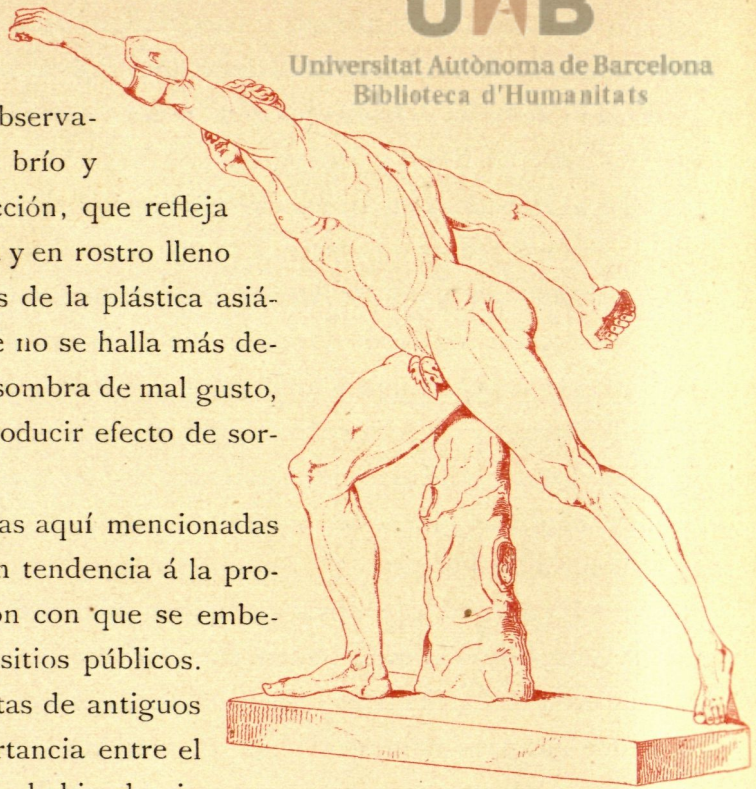 UAB
Universitat Autònoma de Barcelona
Biblioteca d'Humanitats
bserva-
brío y
cción, que refleja
y en rostro lleno
s de la plástica asiá-
e no se halla más de-
sombra de mal gusto,
oducir efecto de sor-
as aquí mencionadas
n tendencia á la pro-
ón con que se embe-
sitios públicos.
tas de antiguos
rtancia entre el